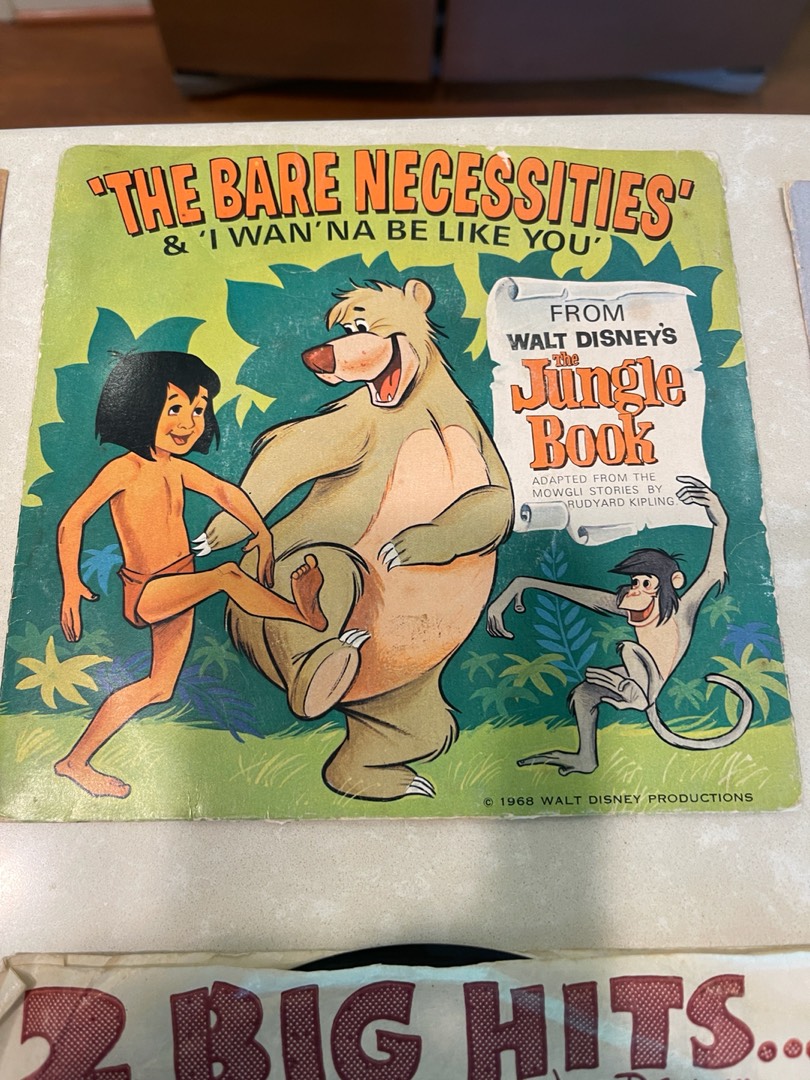 'THE BARE NECESSITIES'
& 'I WAN'NA BE LIKE YOU'
FROM
WALT DISNEY'S
The
Jungle
Book
ADAPTED FROM THE
MOWGLI STORIES BY
RUDYARD KIPLING.
© 1968 WALT DISNEY PRODUCTIONS
2 BIG HITS...